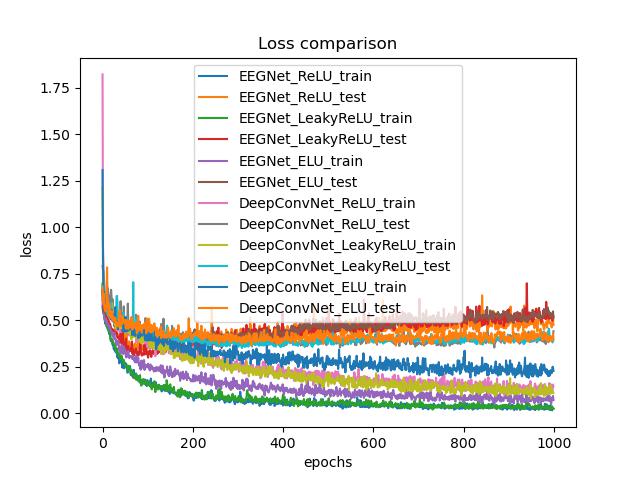 Loss comparison
EEGNet_ReLU_train
EEGNet_ReLU_test
EEGNet_LeakyReLU_train
EEGNet_LeakyReLU_test
EEGNet_ELU_train
EEGNet_ELU_test
DeepConvNet_ReLU_train
DeepConvNet_ReLU_test
DeepConvNet_LeakyReLU_train
DeepConvNet_LeakyReLU_test
DeepConvNet_ELU_train
DeepConvNet_ELU_test
loss
1.75
1.50
1.25
1.00
0.75
0.50
0.25
0.00
0 200 400 600 800 1000
epochs